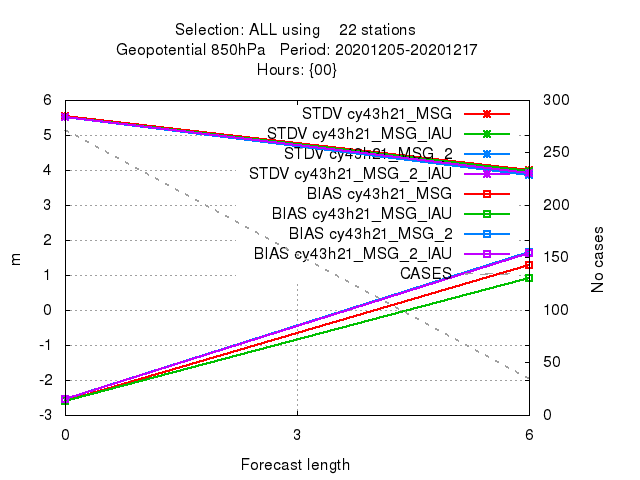 Selection: ALL using    22 stations
Geopotential 850hPa   Period: 20201205-20201217
Hours: {00}
6
5
4
3
2
1
0
-1
-2
-3
m
300
250
200
150
100
50
0
No cases
STDV cy43h21_MSG
STDV cy43h21_MSG_IAU
STDV cy43h21_MSG_2
STDV cy43h21_MSG_2_IAU
BIAS cy43h21_MSG
BIAS cy43h21_MSG_IAU
BIAS cy43h21_MSG_2
BIAS cy43h21_MSG_2_IAU
CASES
0 3 6
Forecast length